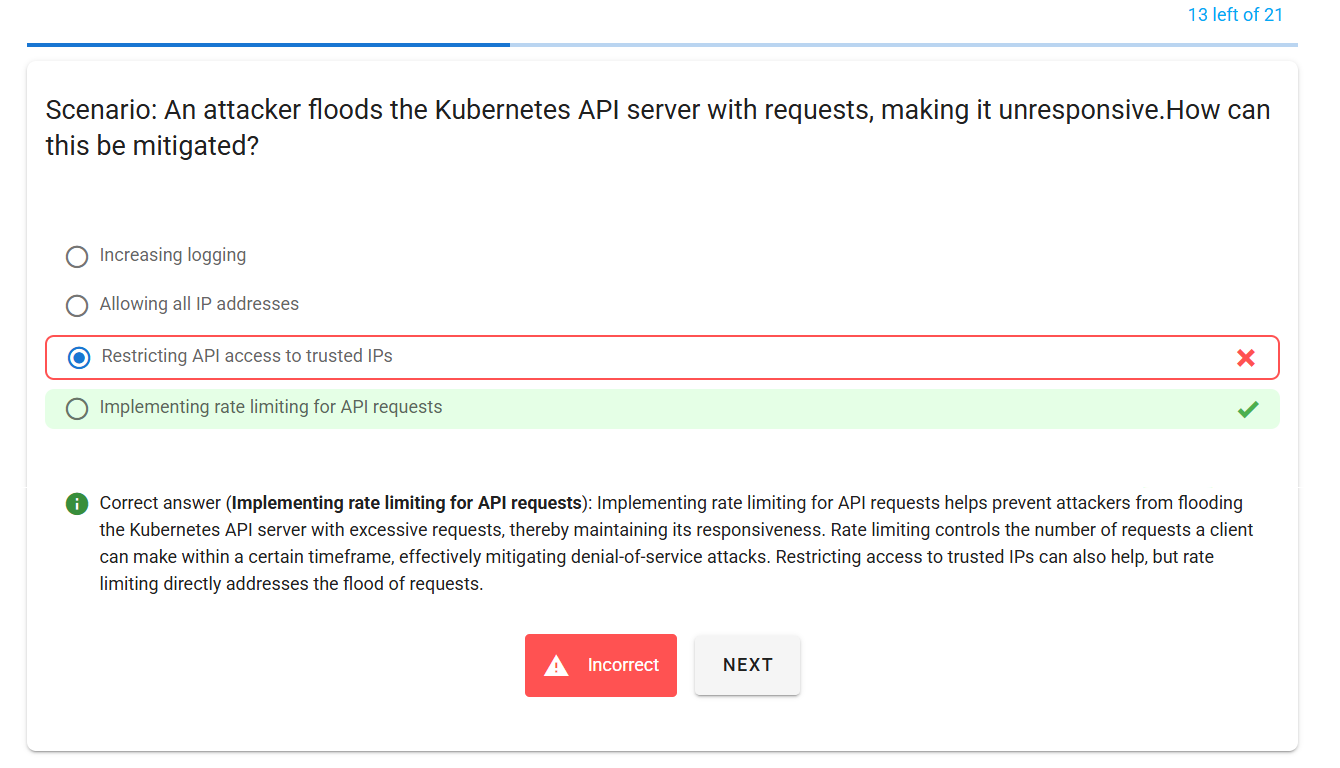 13 left of 21
Scenario: An attacker floods the Kubernetes API server with requests, making it unresponsive.How can
this be mitigated?
Increasing logging
Allowing all IP addresses
Restricting API access to trusted IPs
Implementing rate limiting for API requests
Correct answer (Implementing rate limiting for API requests): Implementing rate limiting for API requests helps prevent attackers from flooding
the Kubernetes API server with excessive requests, thereby maintaining its responsiveness. Rate limiting controls the number of requests a client
can make within a certain timeframe, effectively mitigating denial-of-service attacks. Restricting access to trusted IPs can also help, but rate
limiting directly addresses the flood of requests.
Incorrect
NEXT